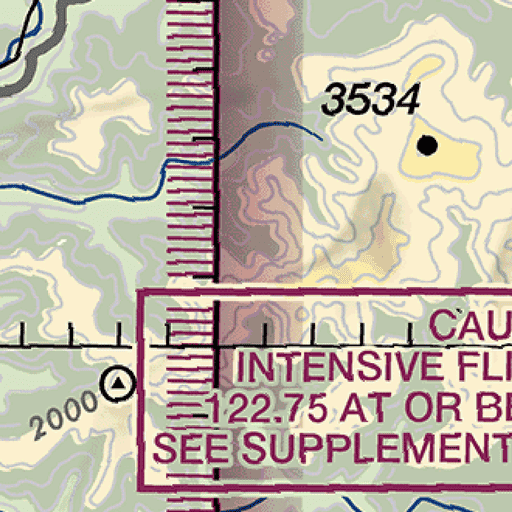 3534
CAU
INTENSIVE FL
122.75 AT OR BE
SEE SUPPLEMENT
2000